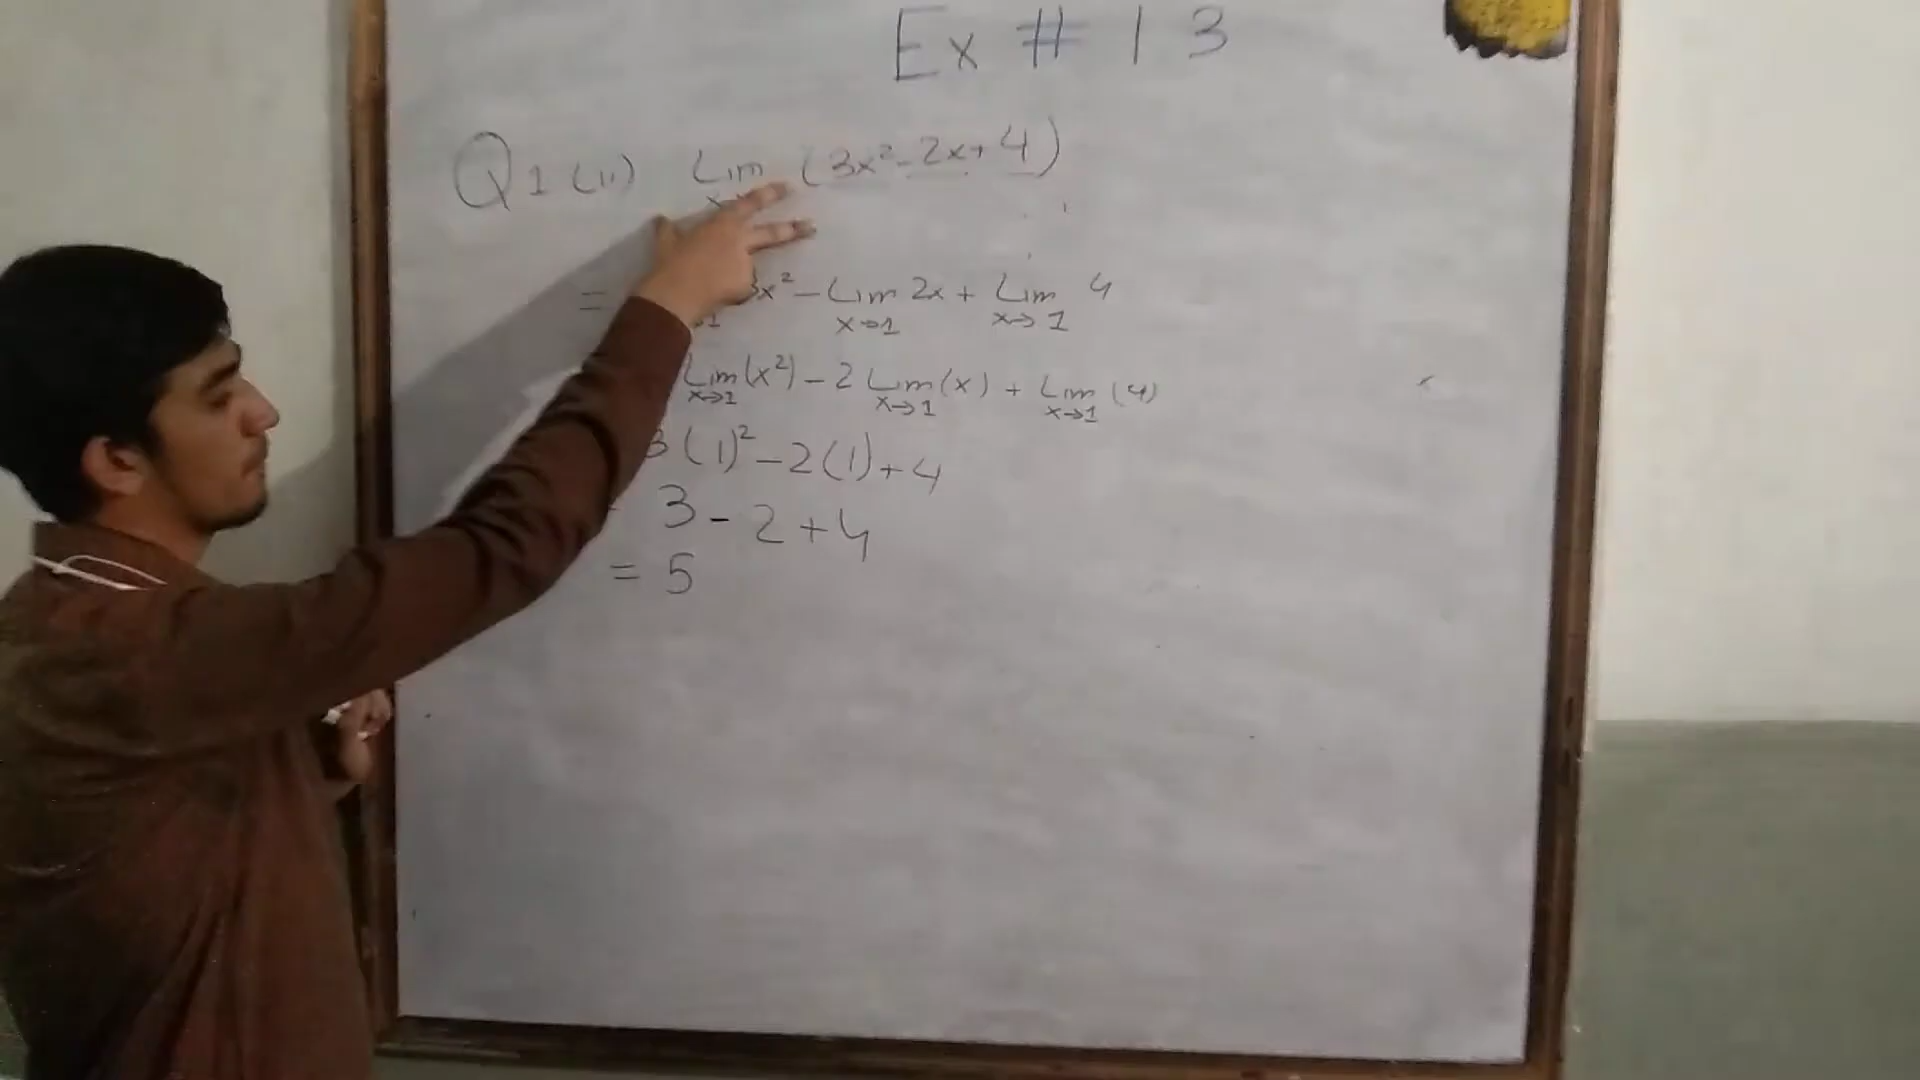 Ex # 13
Q1 (ii) Lim (3x²-2x+4)
= 3x² - Lim 2x + Lim 4
→1 x→1 x→1
Lim(x²) - 2 Lim(x) + Lim (4)
x→1 x→1 x→1
3(1)² - 2(1) + 4
3 - 2 + 4
= 5